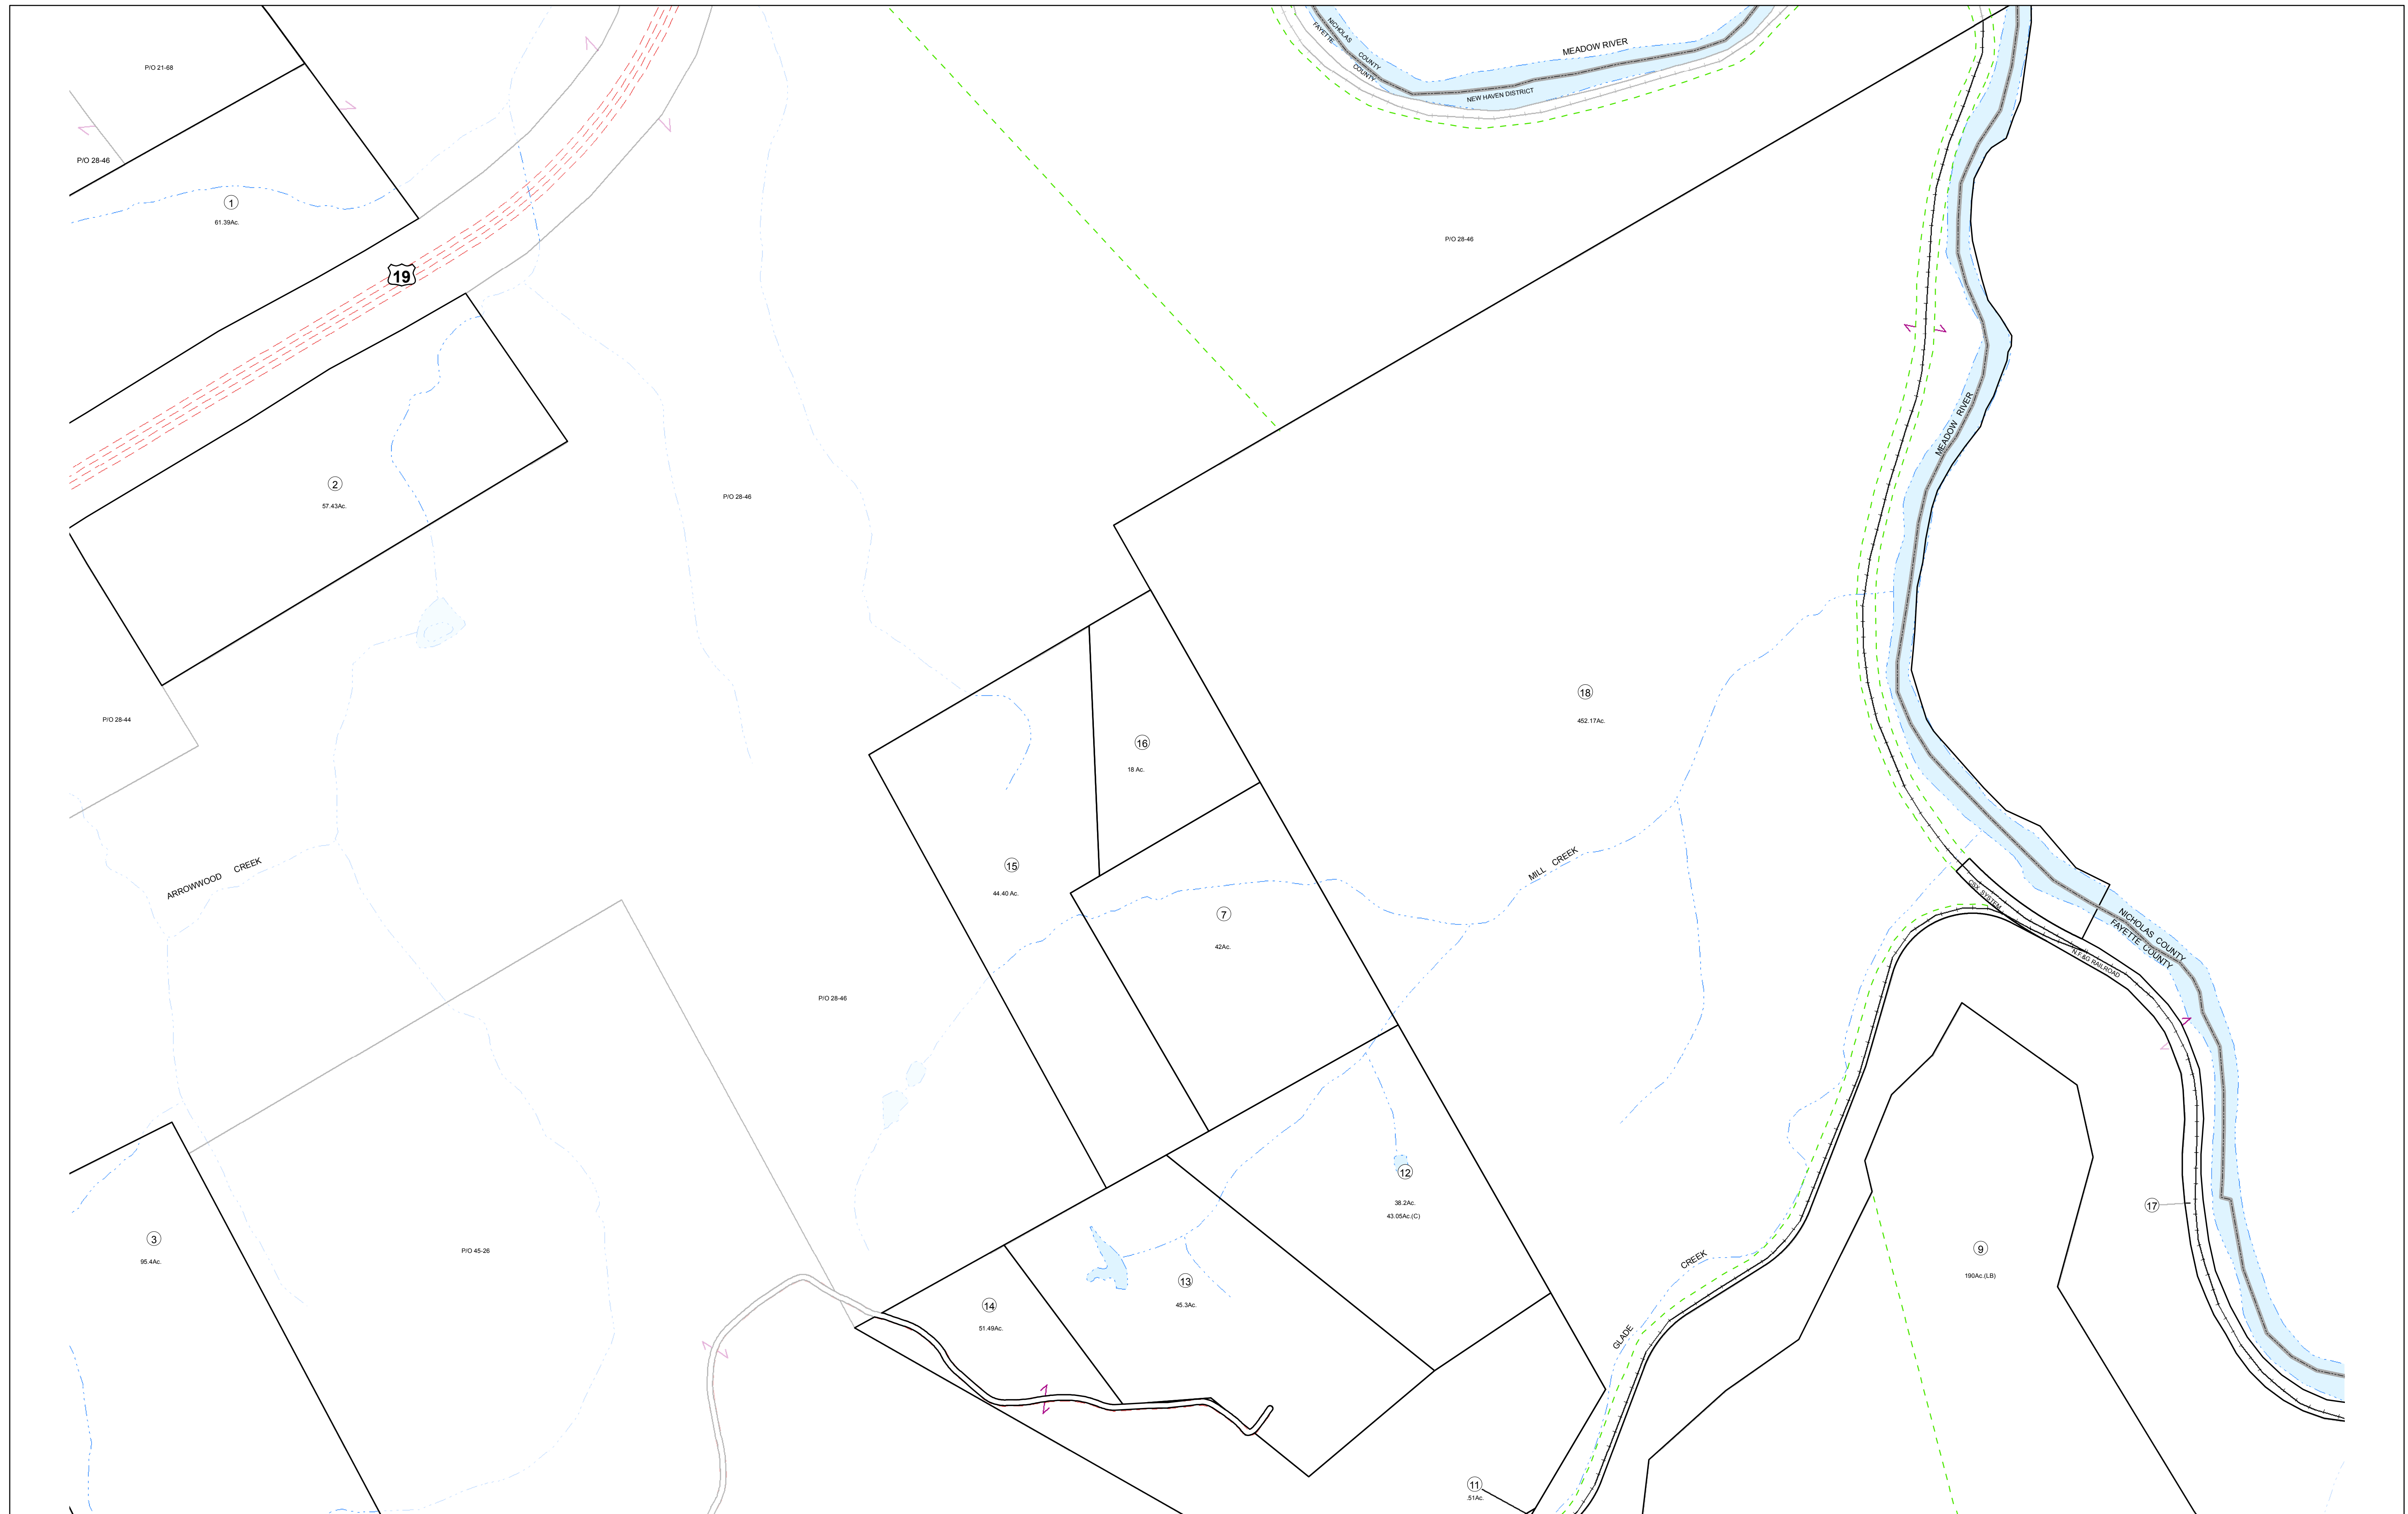 MEADOW RIVER
NICHOLAS COUNTY
FAYETTE COUNTY
NEW HAVEN DISTRICT
P/O 21-68
P/O 28-46
1
61.39Ac.
P/O 28-46
19
MEADOW RIVER
2
57.43Ac.
P/O 28-46
18
452.17Ac.
P/O 28-44
16
18 Ac.
ARROWWOOD CREEK
15
44.40 Ac.
MILL CREEK
CSX SYSTEM
7
42Ac.
NICHOLAS COUNTY
FAYETTE COUNTY
N.F.&G RAILROAD
P/O 28-46
12
38.2Ac.
43.05Ac.(C)
17
3
95.4Ac.
P/O 45-26
9
190Ac.(LB)
GLADE CREEK
13
45.3Ac.
14
51.49Ac.
11
.51Ac.